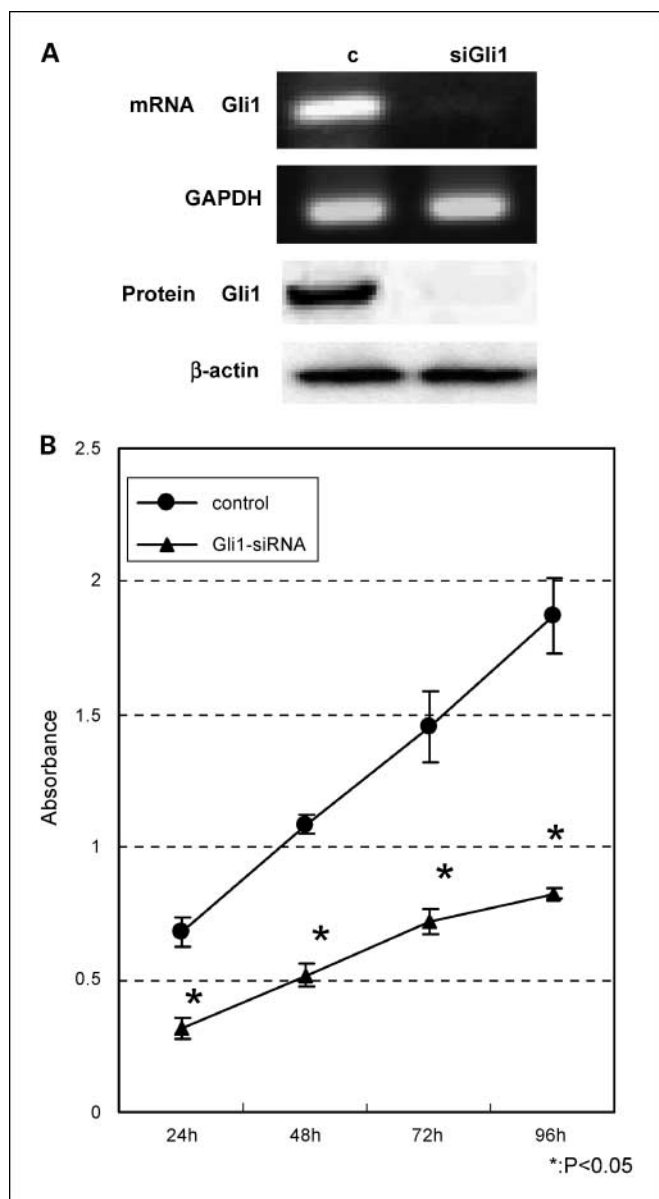 A
c siGli1
mRNA Gli1
GAPDH
Protein Gli1
β-actin
B
2.5
control
Gli1-siRNA
2
1.5
Absorbance
1
*
*
*
0.5
*
0
24h 48h 72h 96h
*:P<0.05